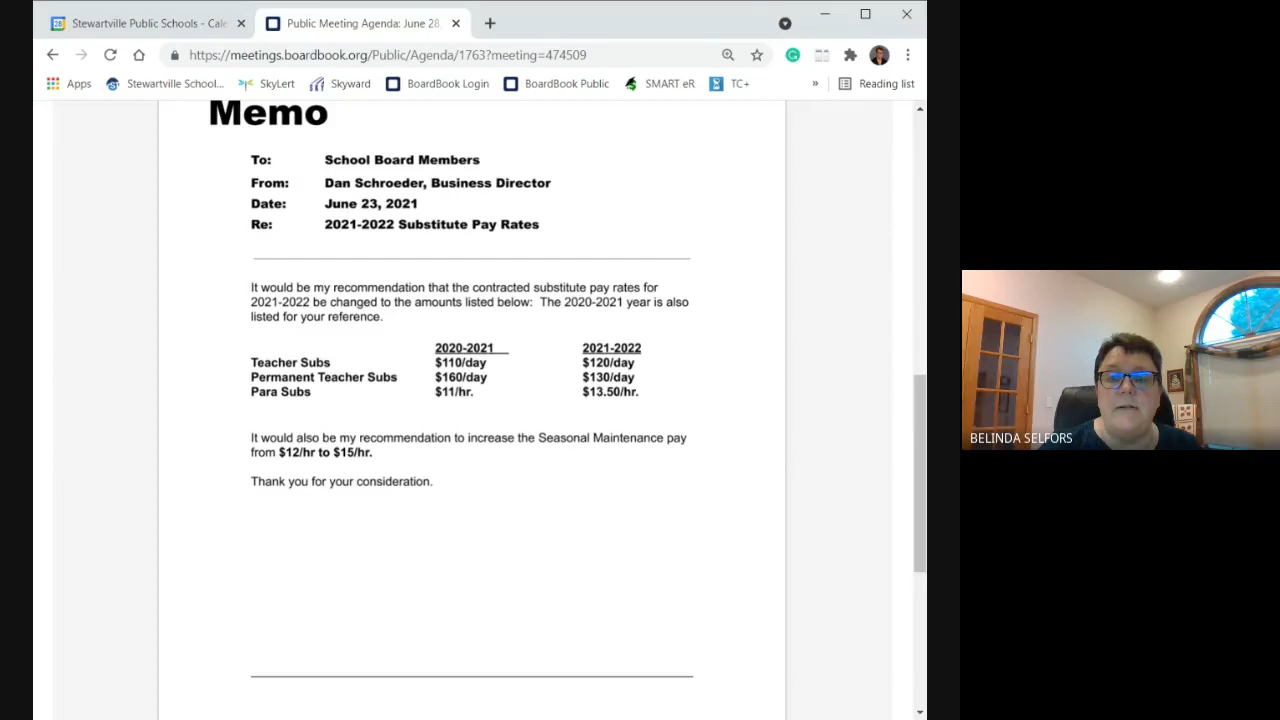 Stewartville Public Schools - Cale
Public Meeting Agenda: June 28,
https://meetings.boardbook.org/Public/Agenda/1763?meeting=474509
Apps
Stewartville School...
SkyLert
Skyward
BoardBook Login
BoardBook Public
SMART eR
TC+
»
Reading list
Memo
To: School Board Members
From: Dan Schroeder, Business Director
Date: June 23, 2021
Re: 2021-2022 Substitute Pay Rates
It would be my recommendation that the contracted substitute pay rates for
2021-2022 be changed to the amounts listed below: The 2020-2021 year is also
listed for your reference.
2020-2021 2021-2022
Teacher Subs $110/day $120/day
Permanent Teacher Subs $160/day $130/day
Para Subs $11/hr. $13.50/hr.
It would also be my recommendation to increase the Seasonal Maintenance pay
from $12/hr to $15/hr.
Thank you for your consideration.
BELINDA SELFORS